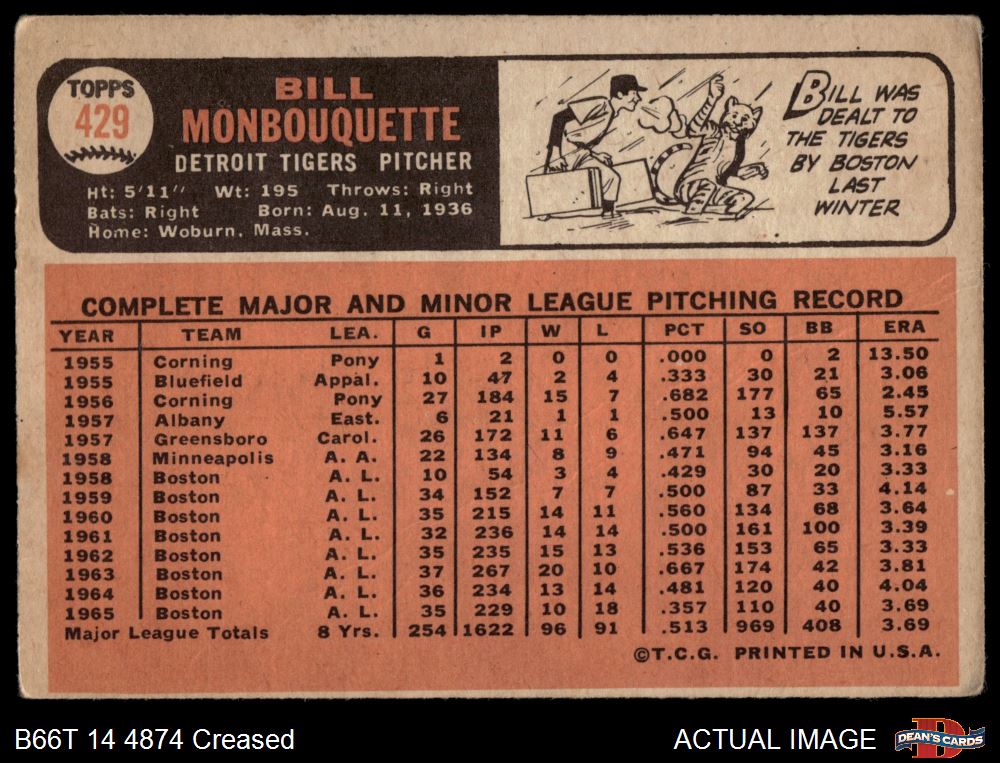 TOPPS
429
BILL
MONBOUQUETTE
DETROIT TIGERS PITCHER
Ht: 5'11" Wt: 195 Throws: Right
Bats: Right Born: Aug. 11, 1936
Home: Woburn, Mass.
BILL WAS
DEALT TO
THE TIGERS
BY BOSTON
LAST
WINTER
COMPLETE MAJOR AND MINOR LEAGUE PITCHING RECORD
YEAR TEAM LEA. G IP W L PCT SO BB ERA
1955 Corning Pony 1 2 0 0 .000 0 2 13.50
1955 Bluefield Appal. 10 47 2 4 .333 30 21 3.06
1956 Corning Pony 27 184 15 7 .682 177 65 2.45
1957 Albany East. 6 21 1 1 .500 13 10 5.57
1957 Greensboro Carol. 26 172 11 6 .647 137 137 3.77
1958 Minneapolis A. A. 22 134 8 9 .471 94 45 3.16
1958 Boston A. L. 10 54 3 4 .429 30 20 3.33
1959 Boston A. L. 34 152 7 7 .500 87 33 4.14
1960 Boston A. L. 35 215 14 11 .560 134 68 3.64
1961 Boston A. L. 32 236 14 14 .500 161 100 3.39
1962 Boston A. L. 35 235 15 13 .536 153 65 3.33
1963 Boston A. L. 37 267 20 10 .667 174 42 3.81
1964 Boston A. L. 36 234 13 14 .481 120 40 4.04
1965 Boston A. L. 35 229 10 18 .357 110 40 3.69
Major League Totals 8 Yrs. 254 1622 96 91 .513 969 408 3.69
©T.C.G. PRINTED IN U.S.A.
B66T 14 4874 Creased
ACTUAL IMAGE
DEAN'S CARDS